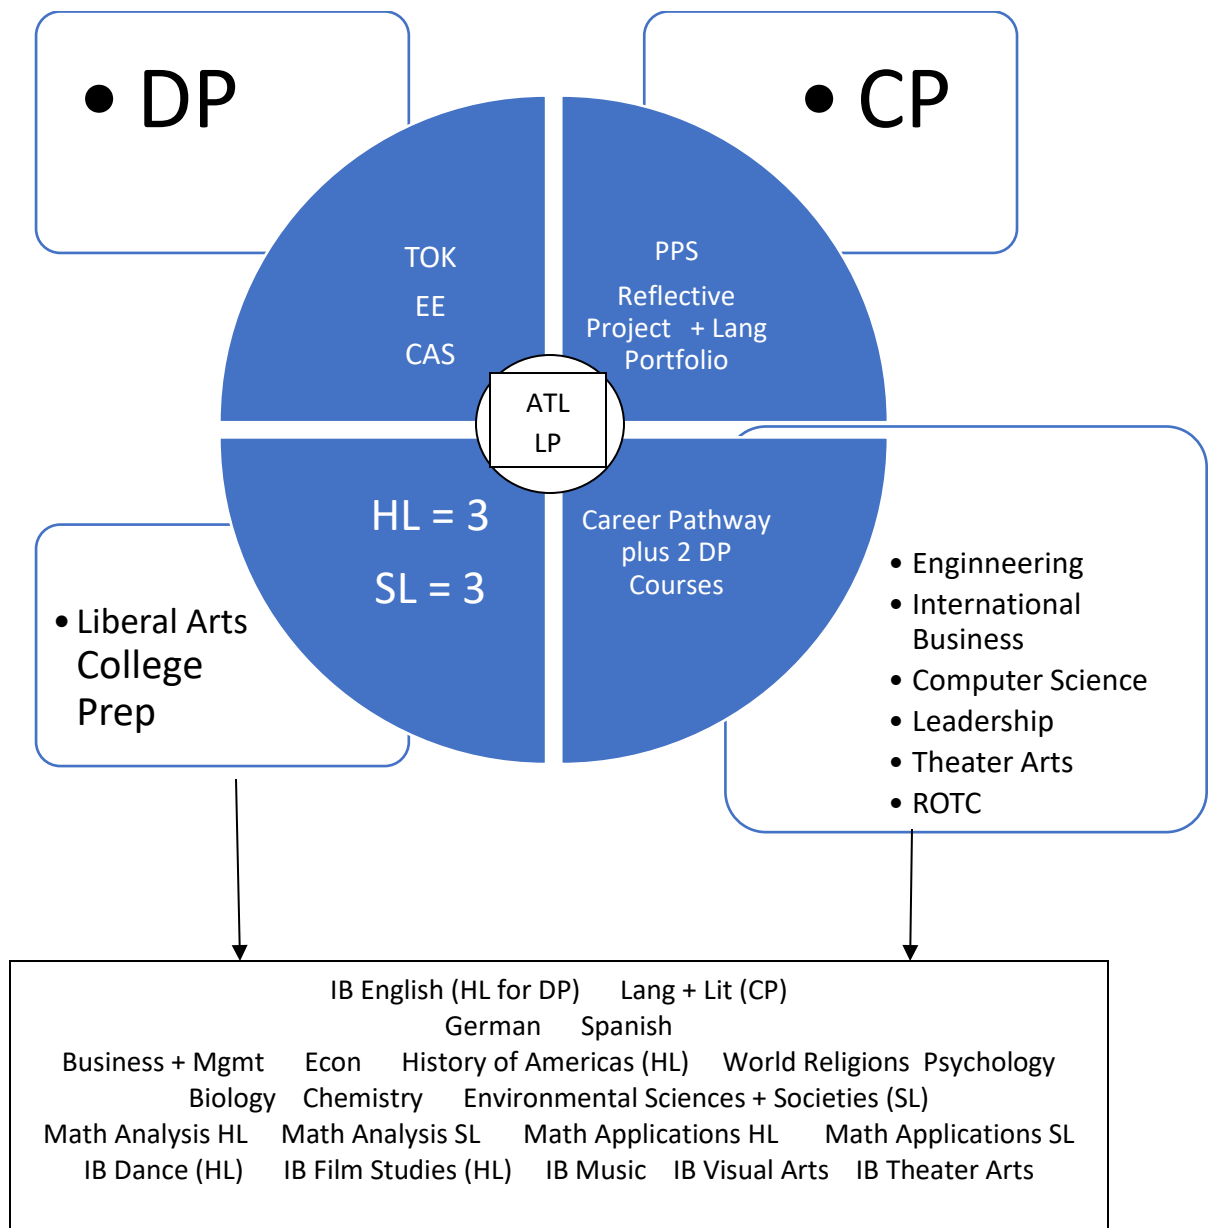 • DP
• CP
TOK
EE
CAS
PPS
Reflective
Project + Lang
Portfolio
ATL
LP
HL = 3
SL = 3
Career Pathway
plus 2 DP
Courses
• Liberal Arts
College
Prep
• Enginneering
• International
Business
• Computer Science
• Leadership
• Theater Arts
• ROTC
IB English (HL for DP) Lang + Lit (CP)
German Spanish
Business + Mgmt Econ History of Americas (HL) World Religions Psychology
Biology Chemistry Environmental Sciences + Societies (SL)
Math Analysis HL Math Analysis SL Math Applications HL Math Applications SL
IB Dance (HL) IB Film Studies (HL) IB Music IB Visual Arts IB Theater Arts